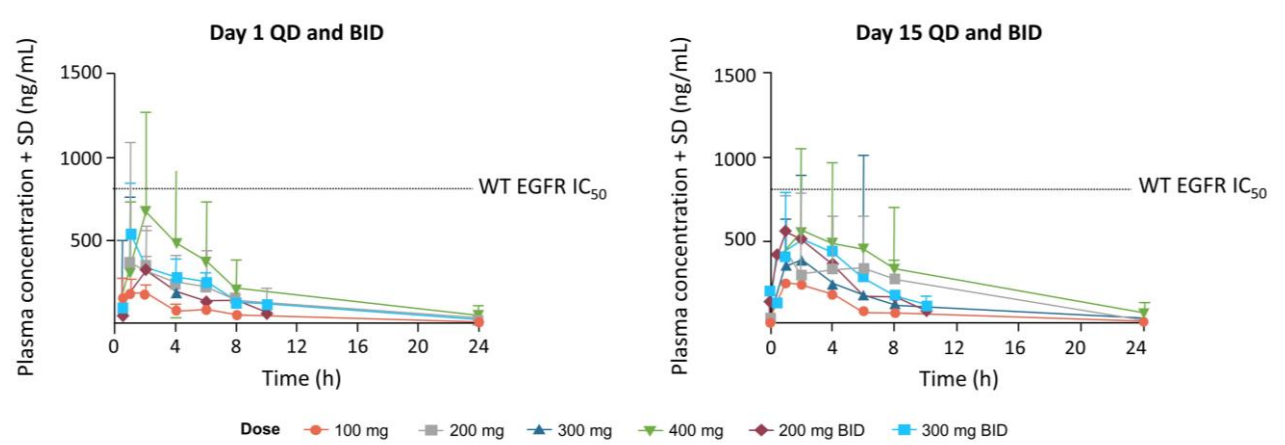 Day 1 QD and BID
Plasma concentration + SD (ng/mL)
1500
1000
500
WT EGFR IC50
0 4 8 12 16 20 24
Time (h)
Day 15 QD and BID
Plasma concentration + SD (ng/mL)
1500
1000
500
WT EGFR IC50
0 4 8 12 16 20 24
Time (h)
Dose 100 mg 200 mg 300 mg 400 mg 200 mg BID 300 mg BID